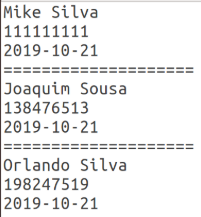 Mike Silva
111111111
2019-10-21
====================
Joaquim Sousa
138476513
2019-10-21
====================
Orlando Silva
198247519
2019-10-21